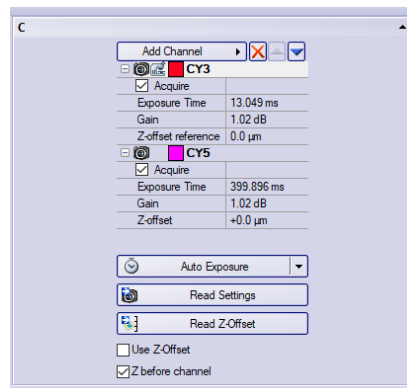 C
Add Channel
CY3
Acquire
Exposure Time 13.049 ms
Gain 1.02 dB
Z-offset reference 0.0 µm
CY5
Acquire
Exposure Time 399.896 ms
Gain 1.02 dB
Z-offset +0.0 µm
Auto Exposure
Read Settings
Read Z-Offset
Use Z-Offset
Z before channel